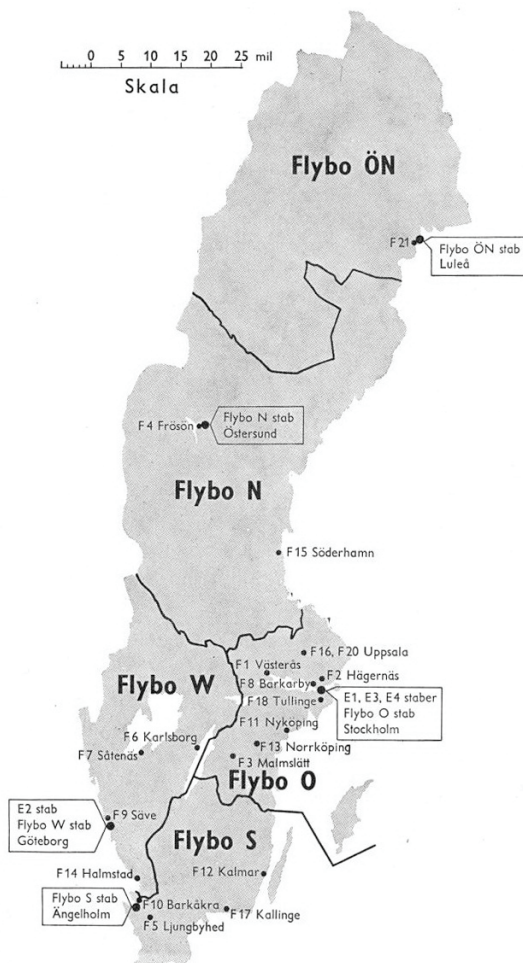 0 5 10 15 20 25 mil
Skala
Flybo ÖN
F21
Flybo ÖN stab
Luleå
F4 Frösön
Flybo N stab
Östersund
Flybo N
F15 Söderhamn
F16, F20 Uppsala
F1 Västerås
F2 Hägernäs
F8 Barkarby
Flybo W
F18 Tullinge
E1, E3, E4 staber
Flybo O stab
Stockholm
F11 Nyköping
F6 Karlsborg
F13 Norrköping
F7 Såtenäs
F3 Malmslätt
Flybo O
E2 stab
Flybo W stab
Göteborg
F9 Säve
Flybo S
F14 Halmstad
F12 Kalmar
Flybo S stab
Ängelholm
F10 Barkåkra
F17 Kallinge
F5 Ljungbyhed